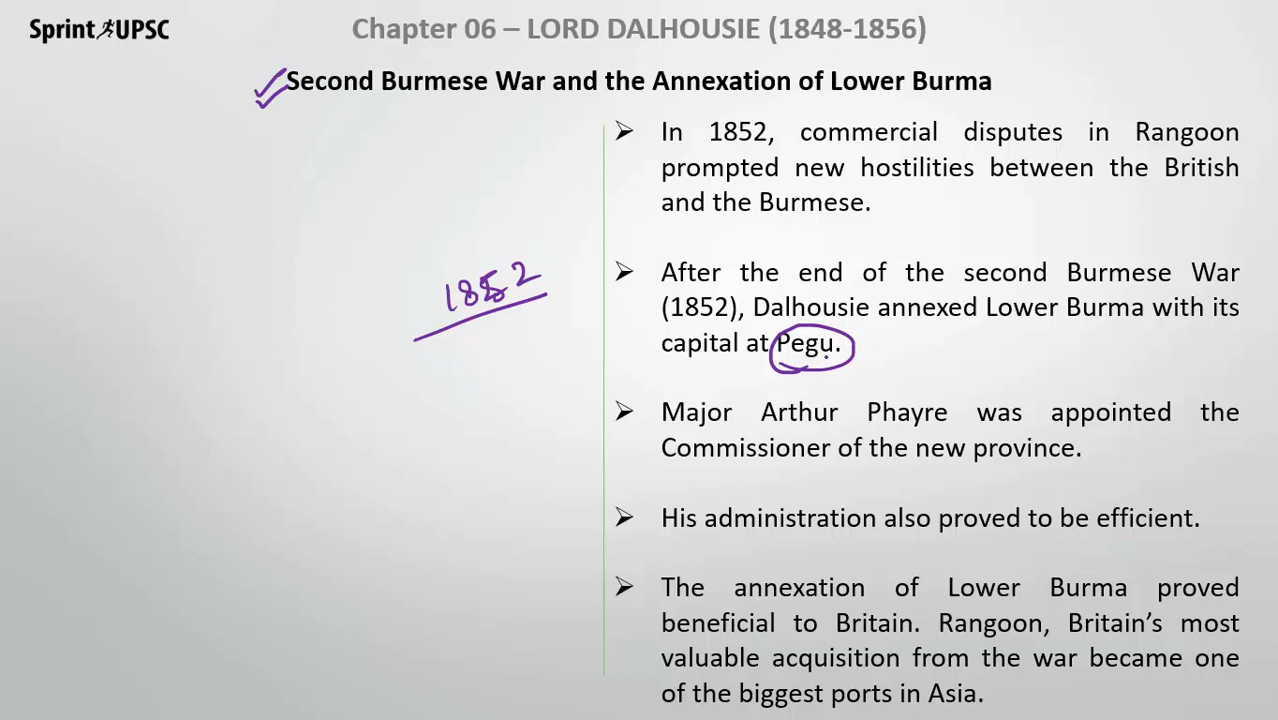 Sprint UPSC
Chapter 06 – LORD DALHOUSIE (1848-1856)
Second Burmese War and the Annexation of Lower Burma
➢ In 1852, commercial disputes in Rangoon
prompted new hostilities between the British
and the Burmese.
1852
➢ After the end of the second Burmese War
(1852), Dalhousie annexed Lower Burma with its
capital at Pegu.
➢ Major Arthur Phayre was appointed the
Commissioner of the new province.
➢ His administration also proved to be efficient.
➢ The annexation of Lower Burma proved
beneficial to Britain. Rangoon, Britain’s most
valuable acquisition from the war became one
of the biggest ports in Asia.